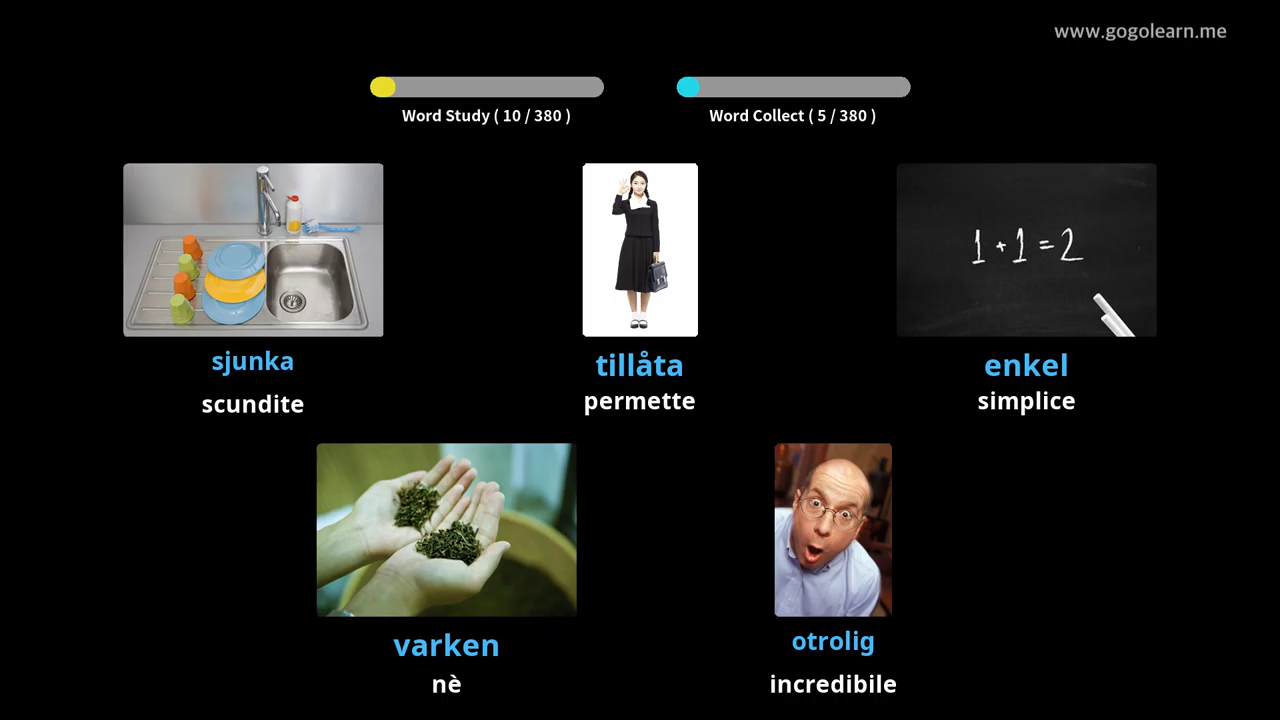 www.gogolearn.me
Word Study ( 10 / 380 )
Word Collect ( 5 / 380 )
sjunka
scundite
tillåta
permette
enkel
simplice
1 + 1 = 2
varken
nè
otrolig
incredibile